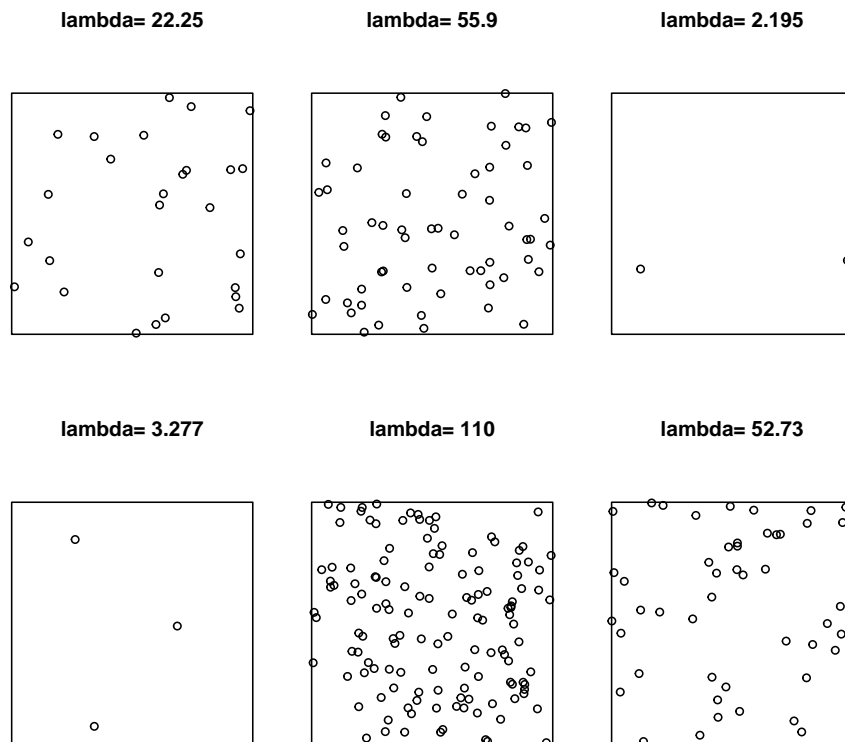 lambda= 22.25
lambda= 55.9
lambda= 2.195
lambda= 3.277
lambda= 110
lambda= 52.73